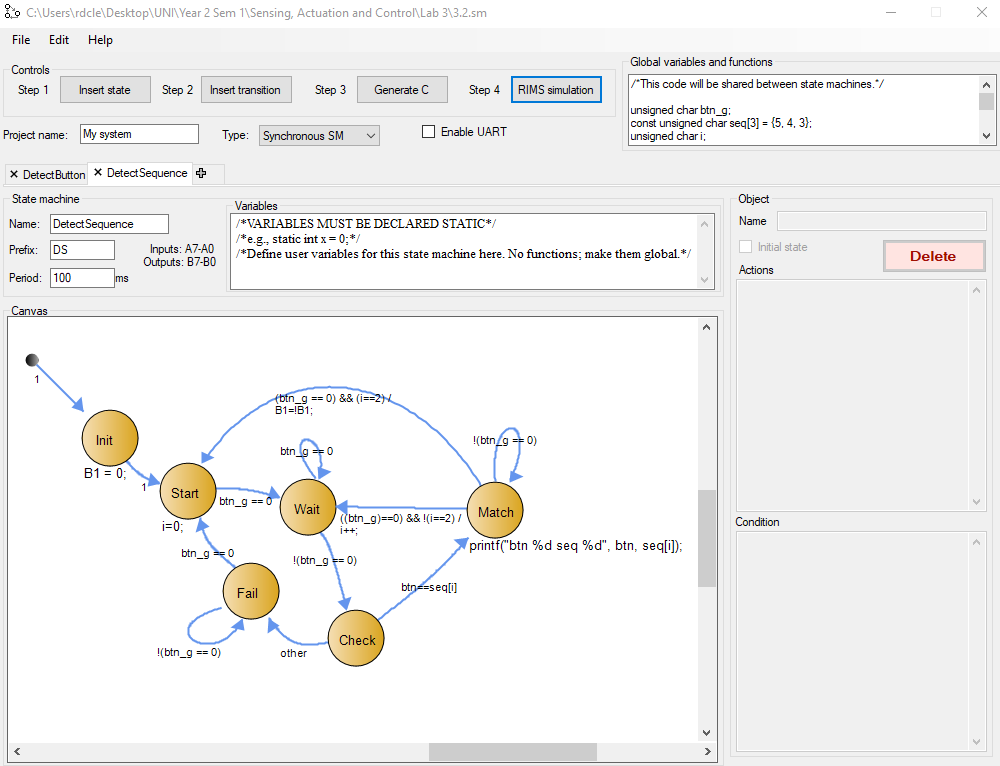 C:\Users\rdcle\Desktop\UNI\Year 2 Sem 1\Sensing, Actuation and Control\Lab 3\3.2.sm
File Edit Help
Controls
Step 1 Insert state Step 2 Insert transition Step 3 Generate C Step 4 RIMS simulation
Project name: My system Type: Synchronous SM Enable UART
Global variables and functions
/*This code will be shared between state machines.*/
unsigned char btn_g;
const unsigned char seq[3] = {5, 4, 3};
unsigned char i;
DetectButton DetectSequence
State machine
Name: DetectSequence
Prefix: DS
Period: 100 ms
Inputs: A7-A0
Outputs: B7-B0
Variables
/*VARIABLES MUST BE DECLARED STATIC*/
/*e.g., static int x = 0;*/
/*Define user variables for this state machine here. No functions; make them global.*/
Object
Name
Initial state
Delete
Actions
Condition
Canvas
1
Init
B1 = 0;
1
Start
i=0;
btn_g == 0
(btn_g == 0) && (i==2) /
B1=!B1;
btn_g == 0
Wait
((btn_g)==0) && !(i==2) /
i++;
!(btn_g == 0)
Match
printf("btn %d seq %d", btn, seq[i]);
btn_g == 0
!(btn_g == 0)
btn==seq[i]
Fail
!(btn_g == 0)
other
Check